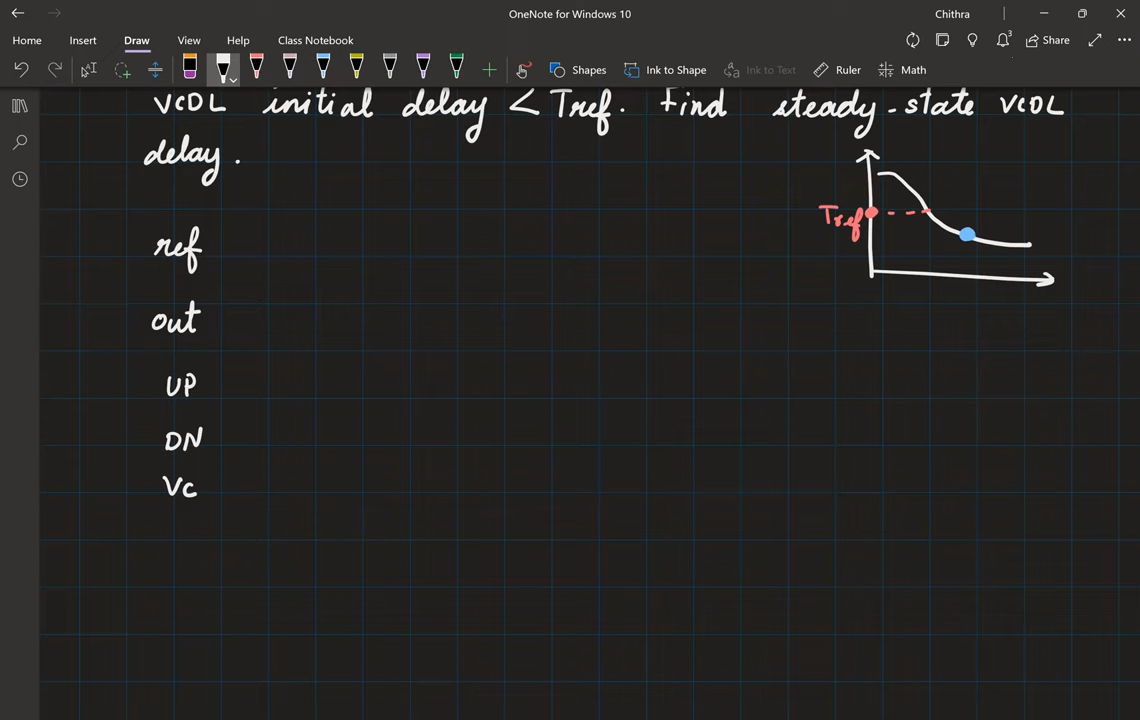 OneNote for Windows 10
Chithra
Home Insert Draw View Help Class Notebook
3 Share
Shapes Ink to Shape Ink to Text Ruler Math
VCDL initial delay < Tref. Find steady-state VCDL
delay.
Tref
ref
out
UP
DN
VC